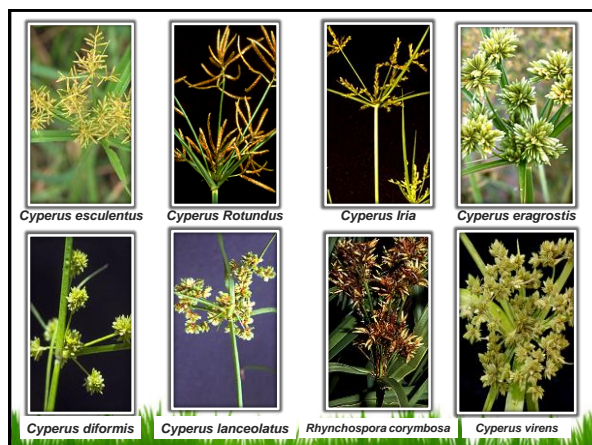 Cyperus esculentus
Cyperus Rotundus
Cyperus Iria
Cyperus eragrostis
Cyperus diformis
Cyperus lanceolatus
Rhynchospora corymbosa
Cyperus virens